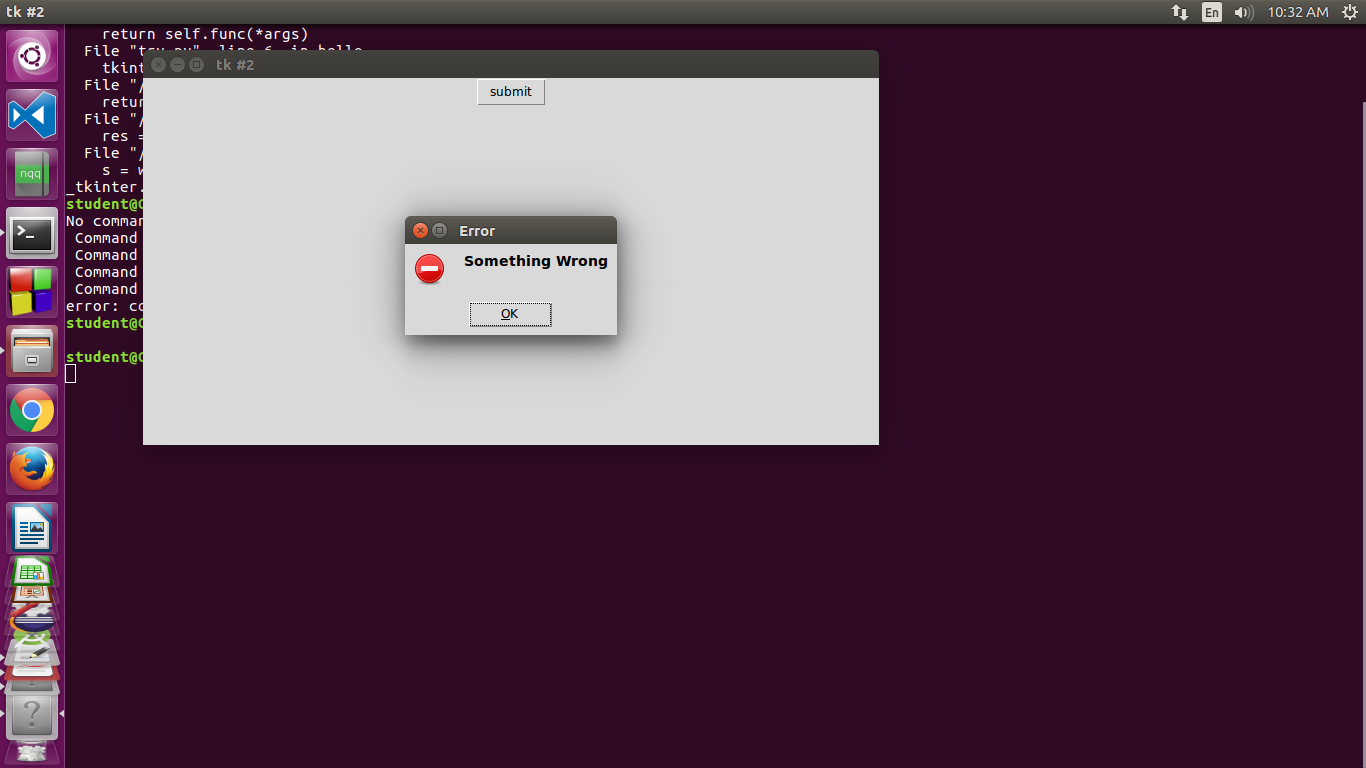 tk #2
En
10:32 AM
return self.func(*args)
File "try.py", line 6, in hello
tkint
File "/
retur
File "/
res =
File "/
s = w
_tkinter.
student@
No comman
Command
Command
Command
Command
error: co
student@
student@
tk #2
submit
Error
Something Wrong
OK
nqq
>_
?